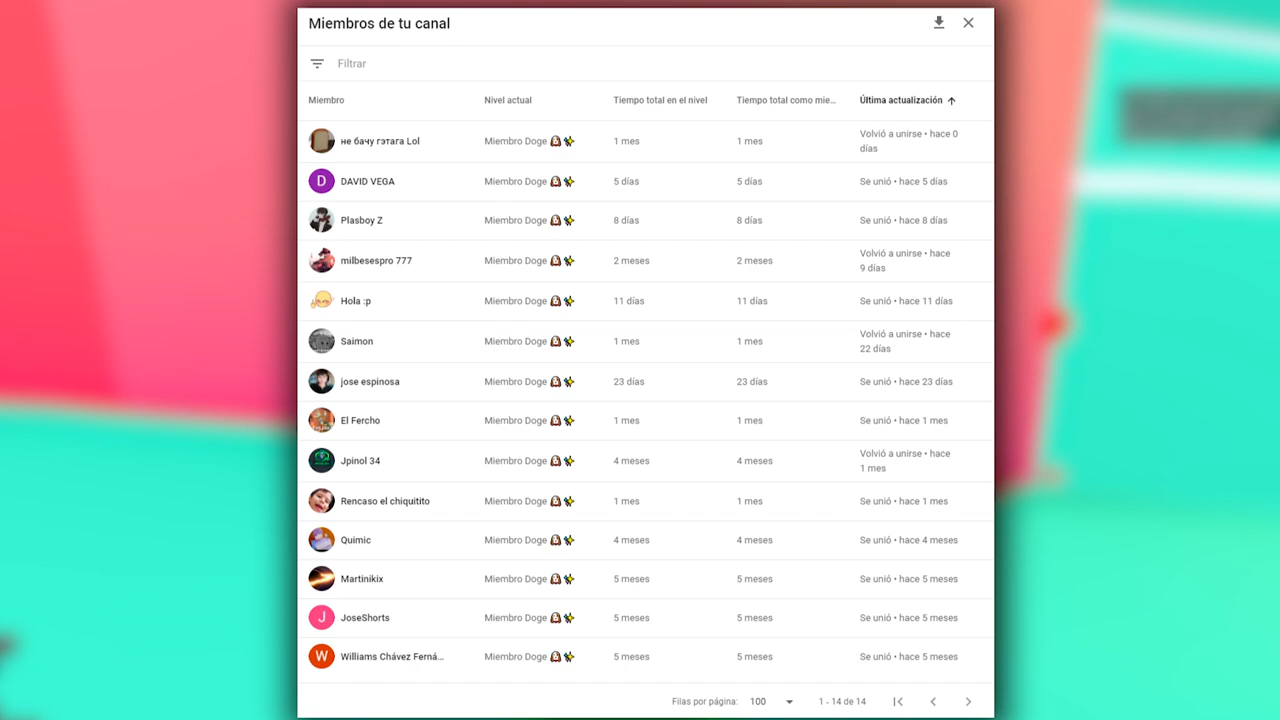 Miembros de tu canal
Filtrar
Miembro Nivel actual Tiempo total en el nivel Tiempo total como mie... Última actualización
не бачу гэтага Lol Miembro Doge 1 mes 1 mes Volvió a unirse • hace 0
días
D DAVID VEGA Miembro Doge 5 días 5 días Se unió • hace 5 días
Plasboy Z Miembro Doge 8 días 8 días Se unió • hace 8 días
milbesespro 777 Miembro Doge 2 meses 2 meses Volvió a unirse • hace
9 días
Hola :p Miembro Doge 11 días 11 días Se unió • hace 11 días
Saimon Miembro Doge 1 mes 1 mes Volvió a unirse • hace
22 días
jose espinosa Miembro Doge 23 días 23 días Se unió • hace 23 días
El Fercho Miembro Doge 1 mes 1 mes Se unió • hace 1 mes
Jpinol 34 Miembro Doge 4 meses 4 meses Volvió a unirse • hace
1 mes
Rencaso el chiquitito Miembro Doge 1 mes 1 mes Se unió • hace 1 mes
Quimic Miembro Doge 4 meses 4 meses Se unió • hace 4 meses
Martinikix Miembro Doge 5 meses 5 meses Se unió • hace 5 meses
J JoseShorts Miembro Doge 5 meses 5 meses Se unió • hace 5 meses
W Williams Chávez Ferná... Miembro Doge 5 meses 5 meses Se unió • hace 5 meses
Filas por página: 100 1 - 14 de 14